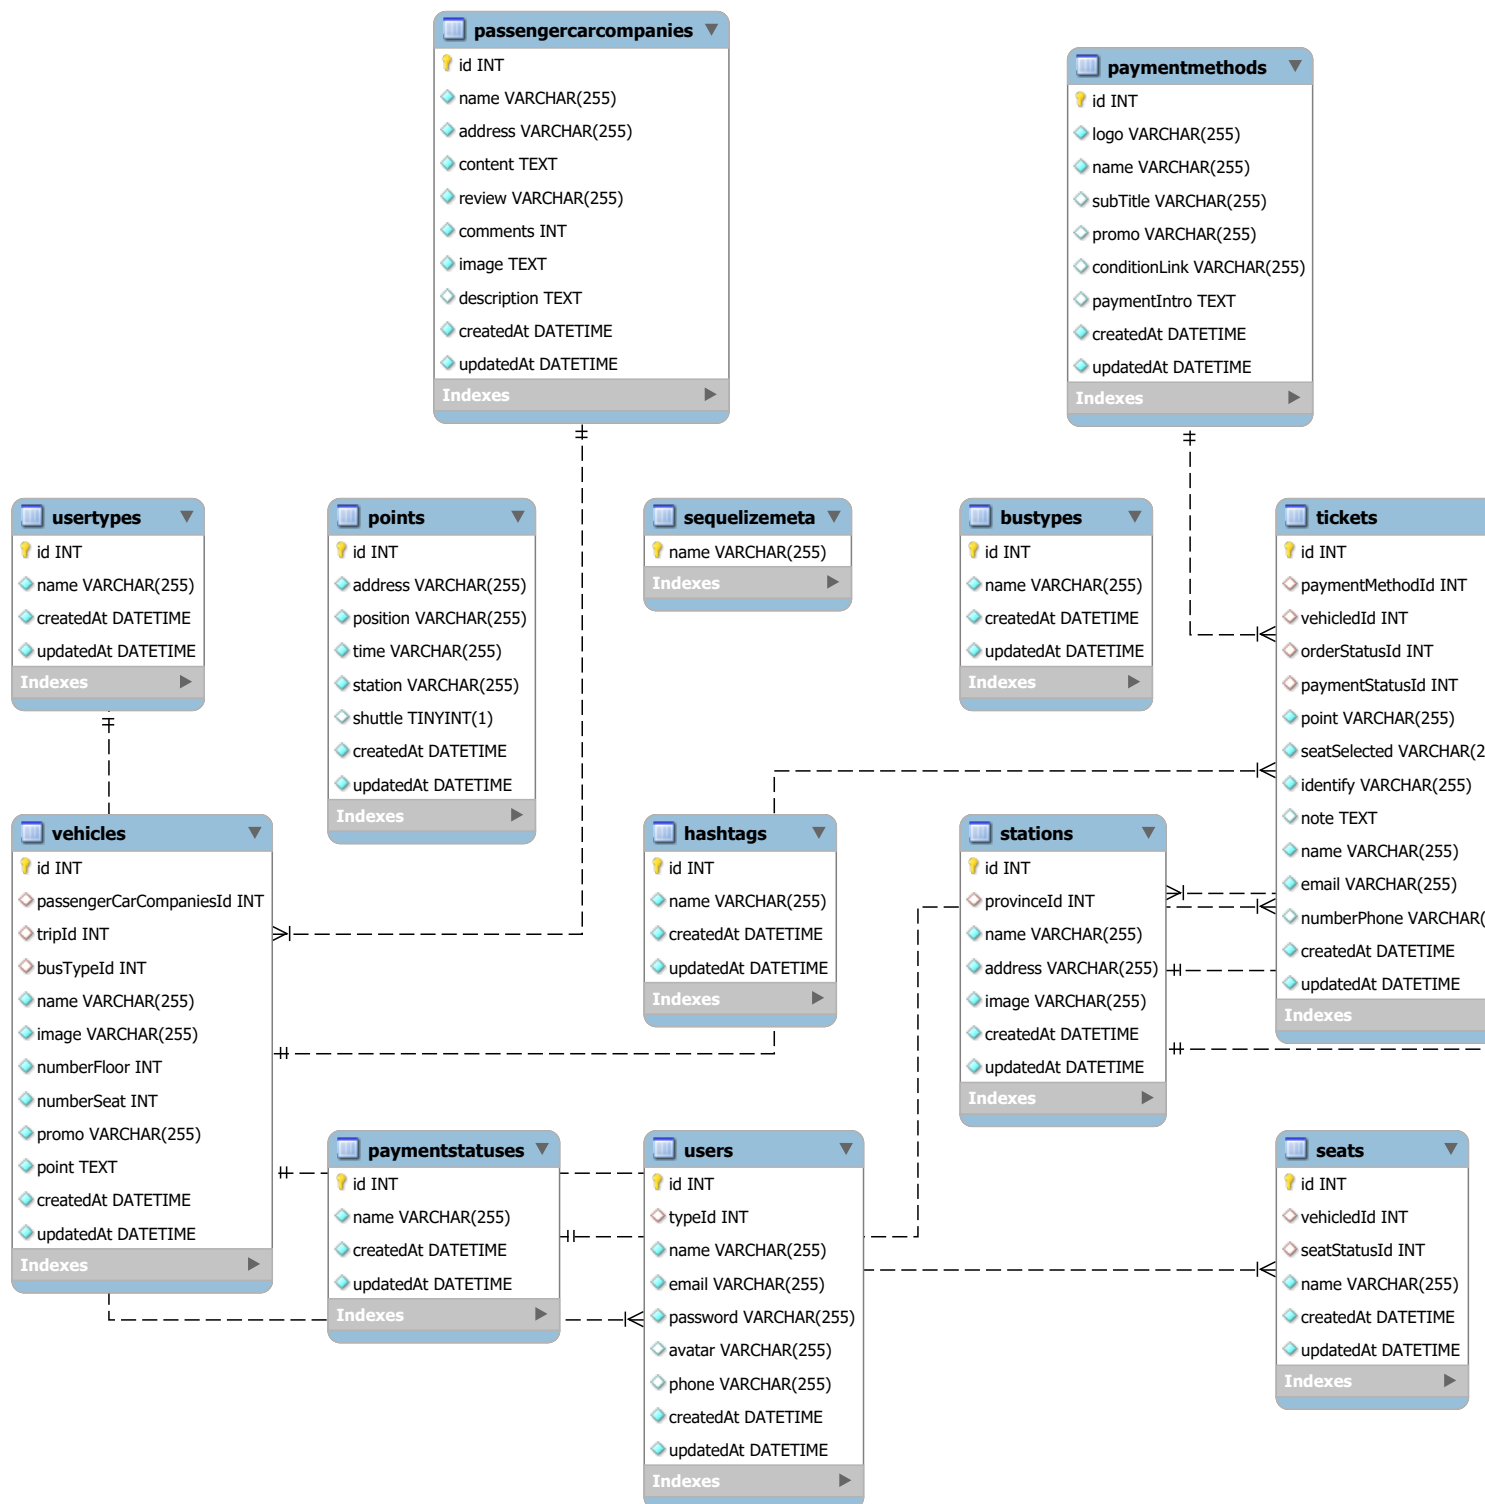 passengercarcompanies
id INT
name VARCHAR(255)
address VARCHAR(255)
content TEXT
review VARCHAR(255)
comments INT
image TEXT
description TEXT
createdAt DATETIME
updatedAt DATETIME
Indexes
paymentmethods
id INT
logo VARCHAR(255)
name VARCHAR(255)
subTitle VARCHAR(255)
promo VARCHAR(255)
conditionLink VARCHAR(255)
paymentIntro TEXT
createdAt DATETIME
updatedAt DATETIME
Indexes
usertypes
id INT
name VARCHAR(255)
createdAt DATETIME
updatedAt DATETIME
Indexes
points
id INT
address VARCHAR(255)
position VARCHAR(255)
time VARCHAR(255)
station VARCHAR(255)
shuttle TINYINT(1)
createdAt DATETIME
updatedAt DATETIME
Indexes
sequelizemeta
name VARCHAR(255)
Indexes
bustypes
id INT
name VARCHAR(255)
createdAt DATETIME
updatedAt DATETIME
Indexes
tickets
id INT
paymentMethodId INT
vehicledId INT
orderStatusId INT
paymentStatusId INT
point VARCHAR(255)
seatSelected VARCHAR(2
identify VARCHAR(255)
note TEXT
name VARCHAR(255)
email VARCHAR(255)
numberPhone VARCHAR(
createdAt DATETIME
updatedAt DATETIME
Indexes
vehicles
id INT
passengerCarCompaniesId INT
tripId INT
busTypeId INT
name VARCHAR(255)
image VARCHAR(255)
numberFloor INT
numberSeat INT
promo VARCHAR(255)
point TEXT
createdAt DATETIME
updatedAt DATETIME
Indexes
hashtags
id INT
name VARCHAR(255)
createdAt DATETIME
updatedAt DATETIME
Indexes
stations
id INT
provinceId INT
name VARCHAR(255)
address VARCHAR(255)
image VARCHAR(255)
createdAt DATETIME
updatedAt DATETIME
Indexes
paymentstatuses
id INT
name VARCHAR(255)
createdAt DATETIME
updatedAt DATETIME
Indexes
users
id INT
typeId INT
name VARCHAR(255)
email VARCHAR(255)
password VARCHAR(255)
avatar VARCHAR(255)
phone VARCHAR(255)
createdAt DATETIME
updatedAt DATETIME
Indexes
seats
id INT
vehicledId INT
seatStatusId INT
name VARCHAR(255)
createdAt DATETIME
updatedAt DATETIME
Indexes